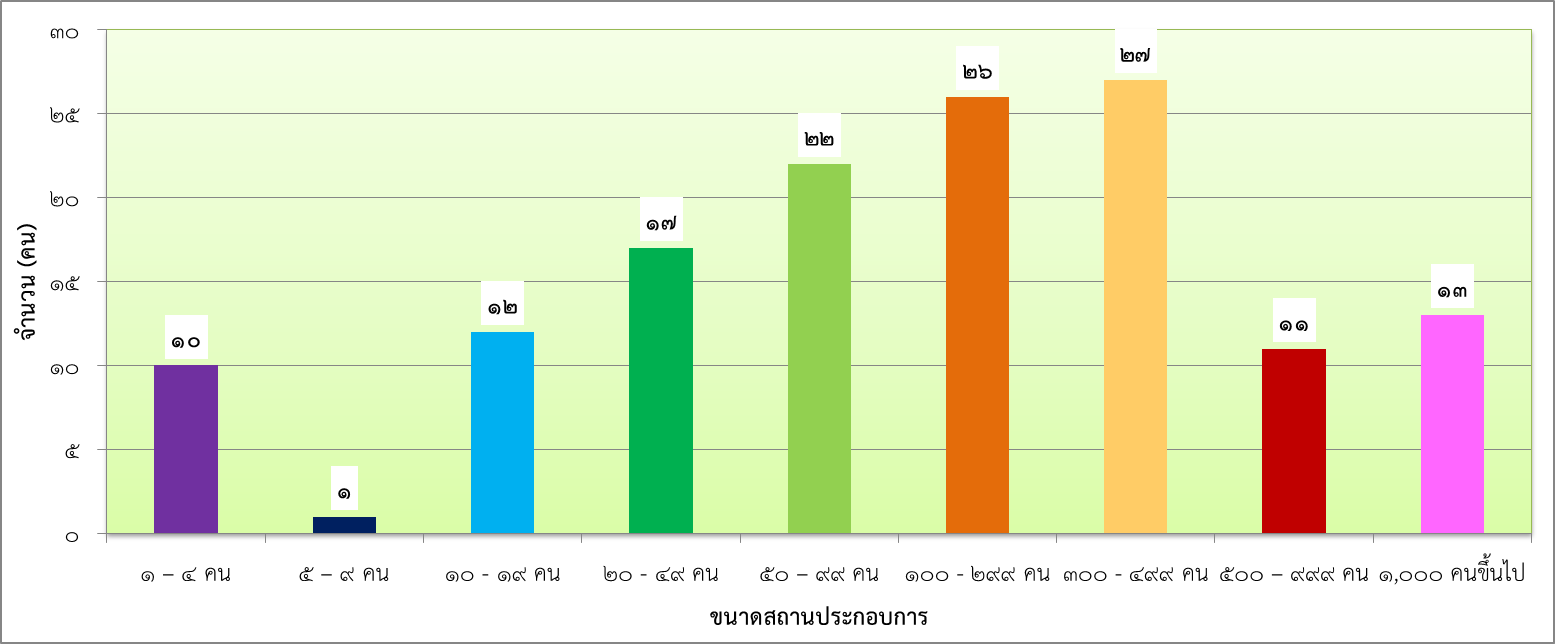 จำนวน (คน)
๓๐
๒๕
๒๐
๑๕
๑๐
๕
๐
๑๐
๑
๑๒
๑๗
๒๒
๒๖
๒๗
๑๑
๑๓
๑ – ๔ คน
๕ – ๙ คน
๑๐ - ๑๙ คน
๒๐ - ๔๙ คน
๕๐ – ๙๙ คน
๑๐๐ - ๒๙๙ คน
๓๐๐ - ๔๙๙ คน
๕๐๐ – ๙๙๙ คน
๑,๐๐๐ คนขึ้นไป
ขนาดสถานประกอบการ